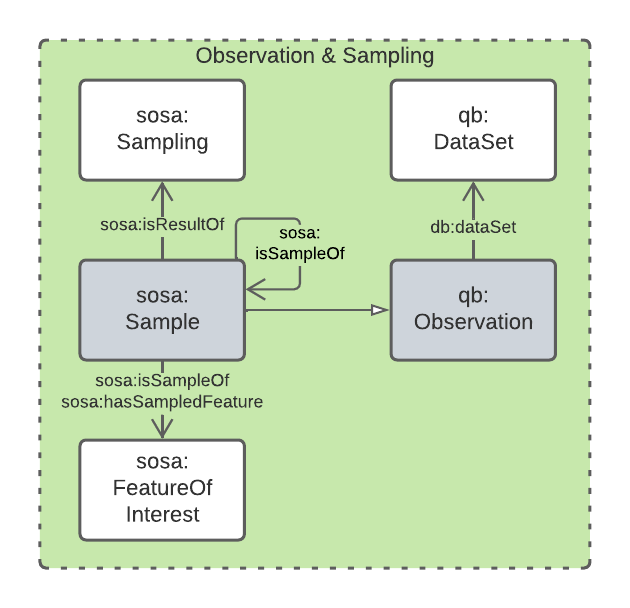 Observation & Sampling
sosa:
Sampling
qb:
DataSet
sosa:isResultOf
sosa:
isSampleOf
db:dataSet
sosa:
Sample
qb:
Observation
sosa:isSampleOf
sosa:hasSampledFeature
sosa:
FeatureOf
Interest